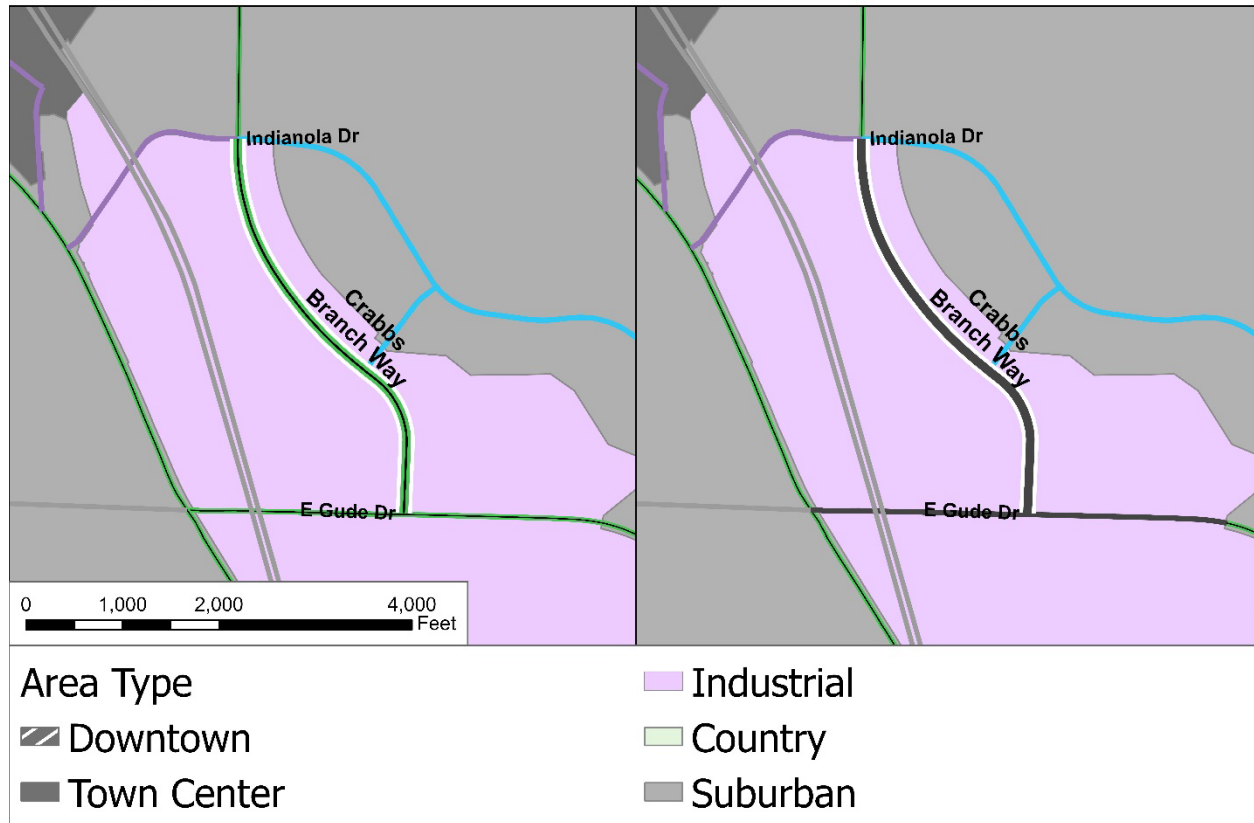 Indianola Dr
Crabbs
Branch Way
E Gude Dr
0 1,000 2,000 4,000
Feet
Indianola Dr
Crabbs
Branch Way
E Gude Dr
Area Type
Downtown
Town Center
Industrial
Country
Suburban